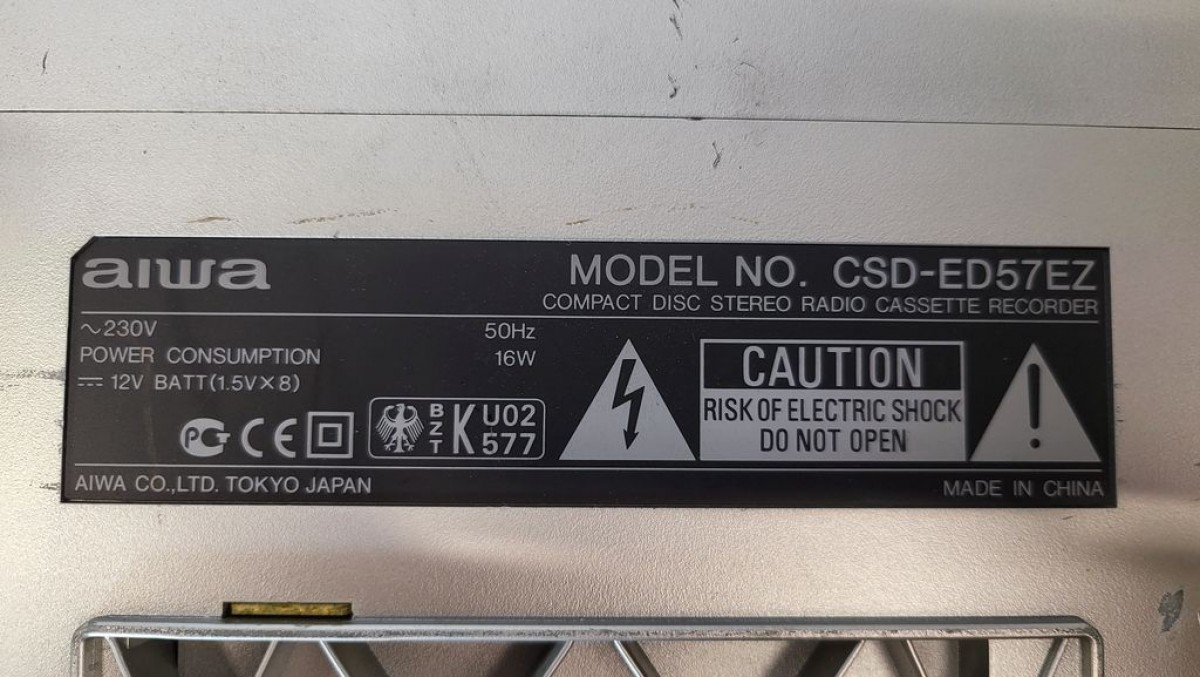 aiwa
MODEL NO. CSD-ED57EZ
COMPACT DISC STEREO RADIO CASSETTE RECORDER
~230V 50Hz
POWER CONSUMPTION 16W
⎓ 12V BATT(1.5V×8)
PCT CE BZT K U02 577
CAUTION
RISK OF ELECTRIC SHOCK
DO NOT OPEN
AIWA CO.,LTD. TOKYO JAPAN
MADE IN CHINA